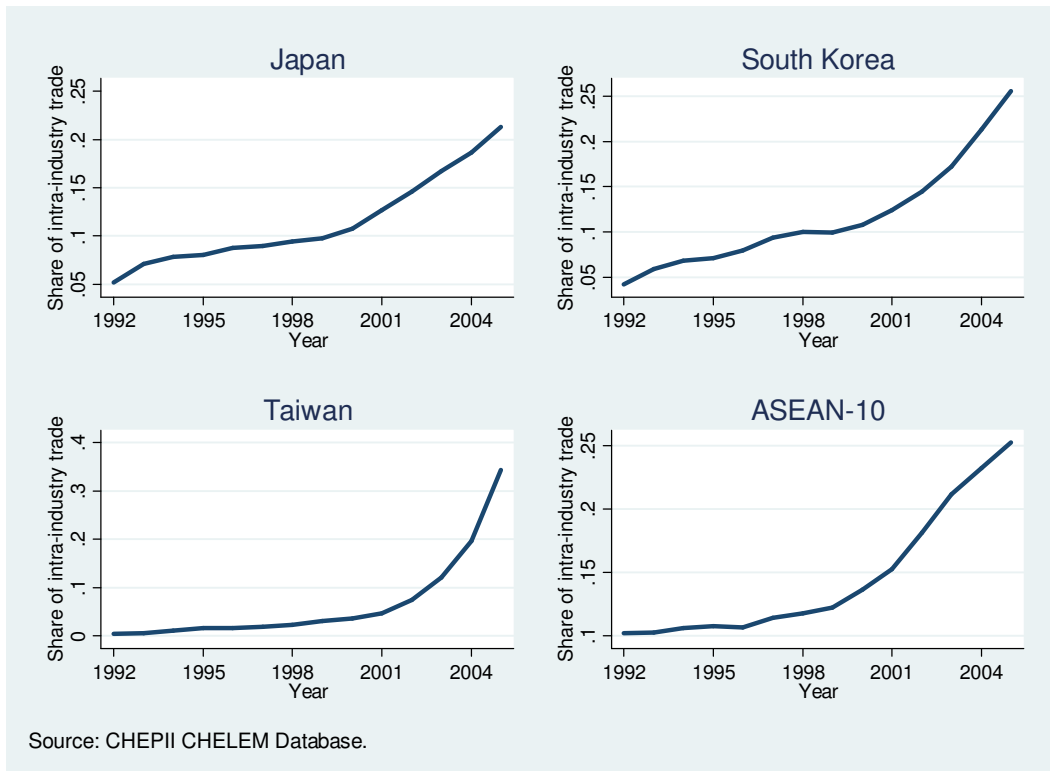 Japan
Share of intra-industry trade
.25
.2
.15
.1
.05
1992 1995 1998 2001 2004
Year
South Korea
Share of intra-industry trade
.25
.2
.15
.1
.05
1992 1995 1998 2001 2004
Year
Taiwan
Share of intra-industry trade
.4
.3
.2
.1
0
1992 1995 1998 2001 2004
Year
ASEAN-10
Share of intra-industry trade
.25
.2
.15
.1
1992 1995 1998 2001 2004
Year
Source: CHEPII CHELEM Database.